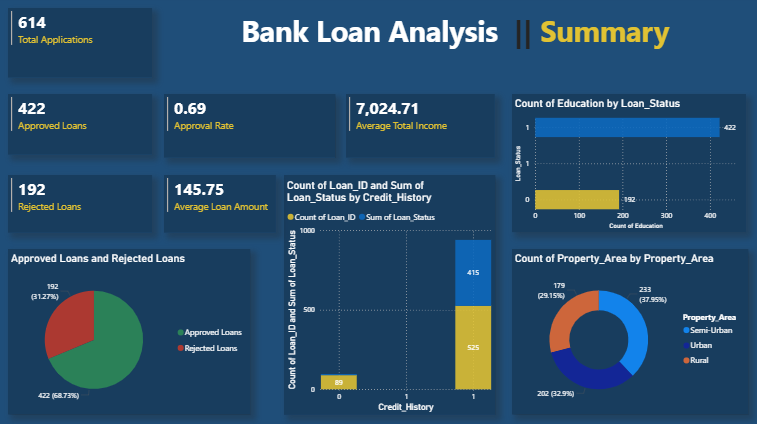 614
Total Applications
Bank Loan Analysis || Summary
422
Approved Loans
0.69
Approval Rate
7,024.71
Average Total Income
192
Rejected Loans
145.75
Average Loan Amount
Count of Education by Loan_Status
Loan_Status
1
422
1
0
192
0
100
200
300
400
Count of Education
Count of Loan_ID and Sum of
Loan_Status by Credit_History
Count of Loan_ID
Sum of Loan_Status
Count of Loan_ID and Sum of Loan_Status
1000
500
0
89
415
525
0
1
1
Credit_History
Approved Loans and Rejected Loans
192
(31.27%)
422 (68.73%)
Approved Loans
Rejected Loans
Count of Property_Area by Property_Area
179
(29.15%)
233
(37.95%)
202 (32.9%)
Property_Area
Semi-Urban
Urban
Rural